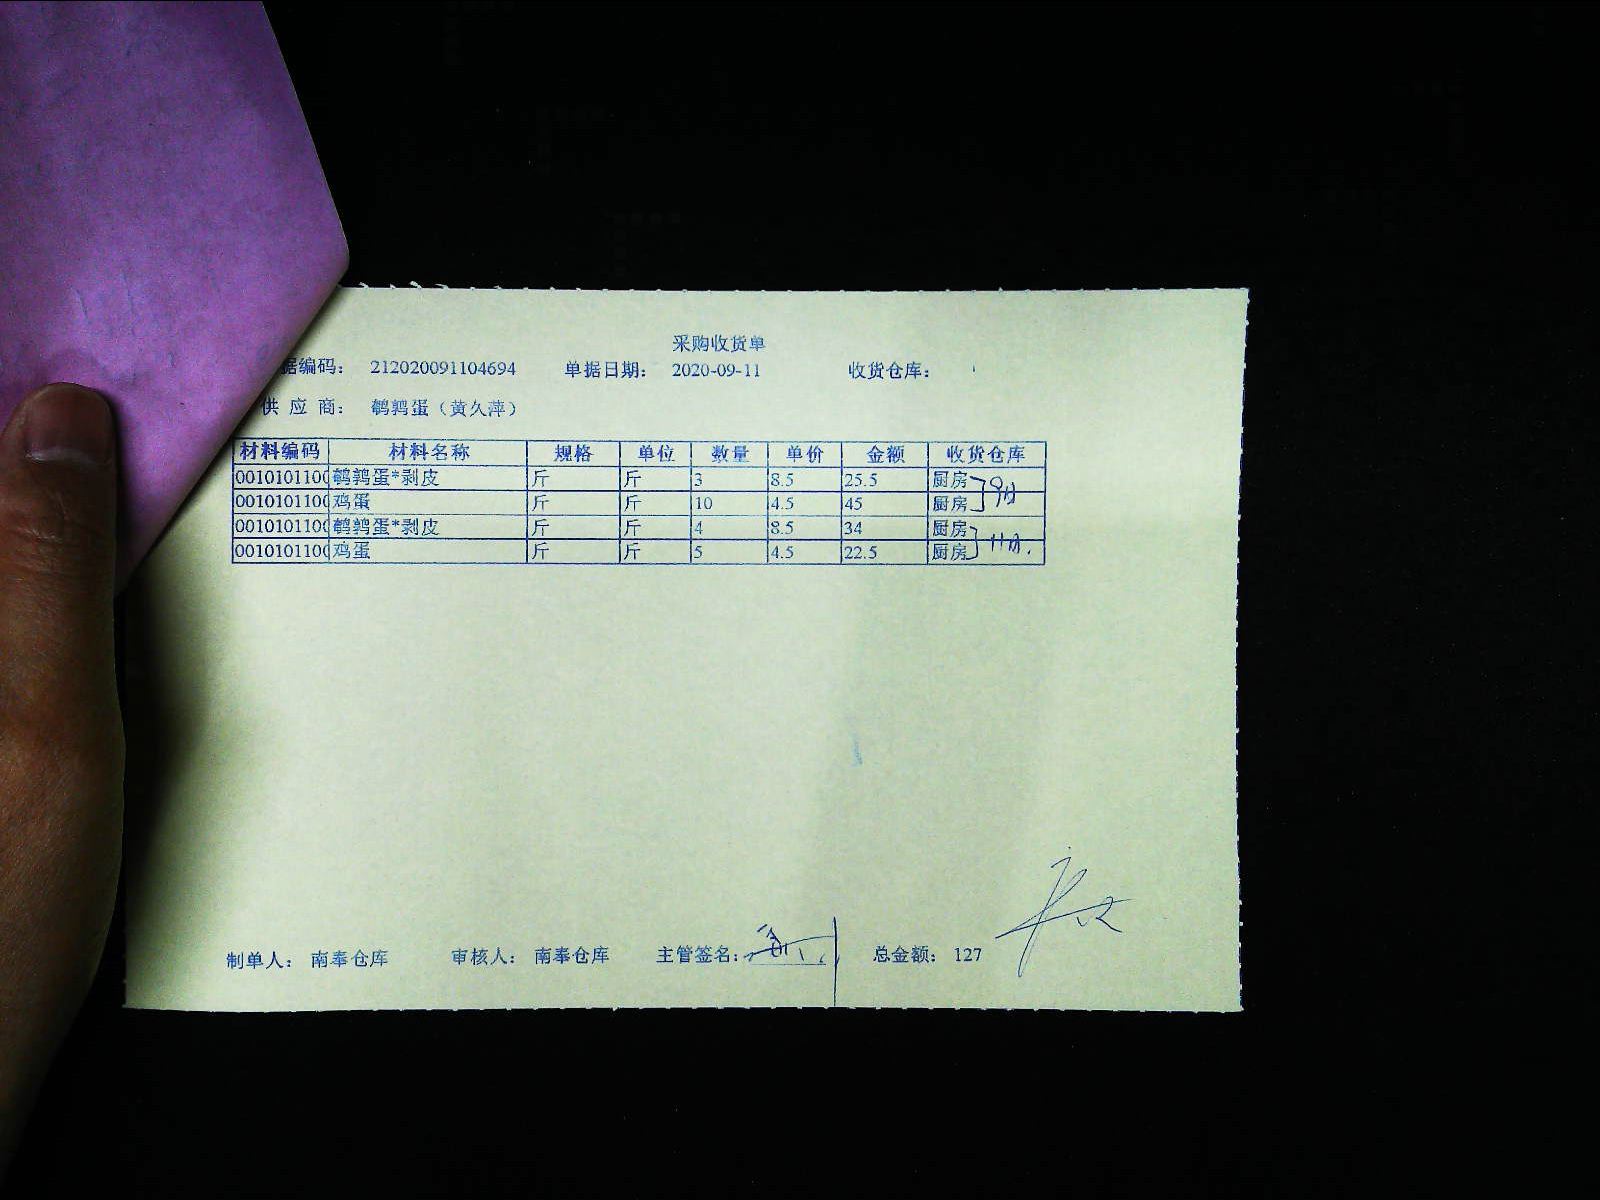 采购收货单
据编码： 212020091104694 单据日期： 2020-09-11 收货仓库：
供应商： 鹌鹑蛋（黄久萍）
材料编码 材料名称 规格 单位 数量 单价 金额 收货仓库
0010101100 鹌鹑蛋*剥皮 斤 斤 3 8.5 25.5 厨房
0010101100 鸡蛋 斤 斤 10 4.5 45 厨房
0010101100 鹌鹑蛋*剥皮 斤 斤 4 8.5 34 厨房
0010101100 鸡蛋 斤 斤 5 4.5 22.5 厨房
制单人： 南奉仓库 审核人： 南奉仓库 主管签名： 总金额： 127